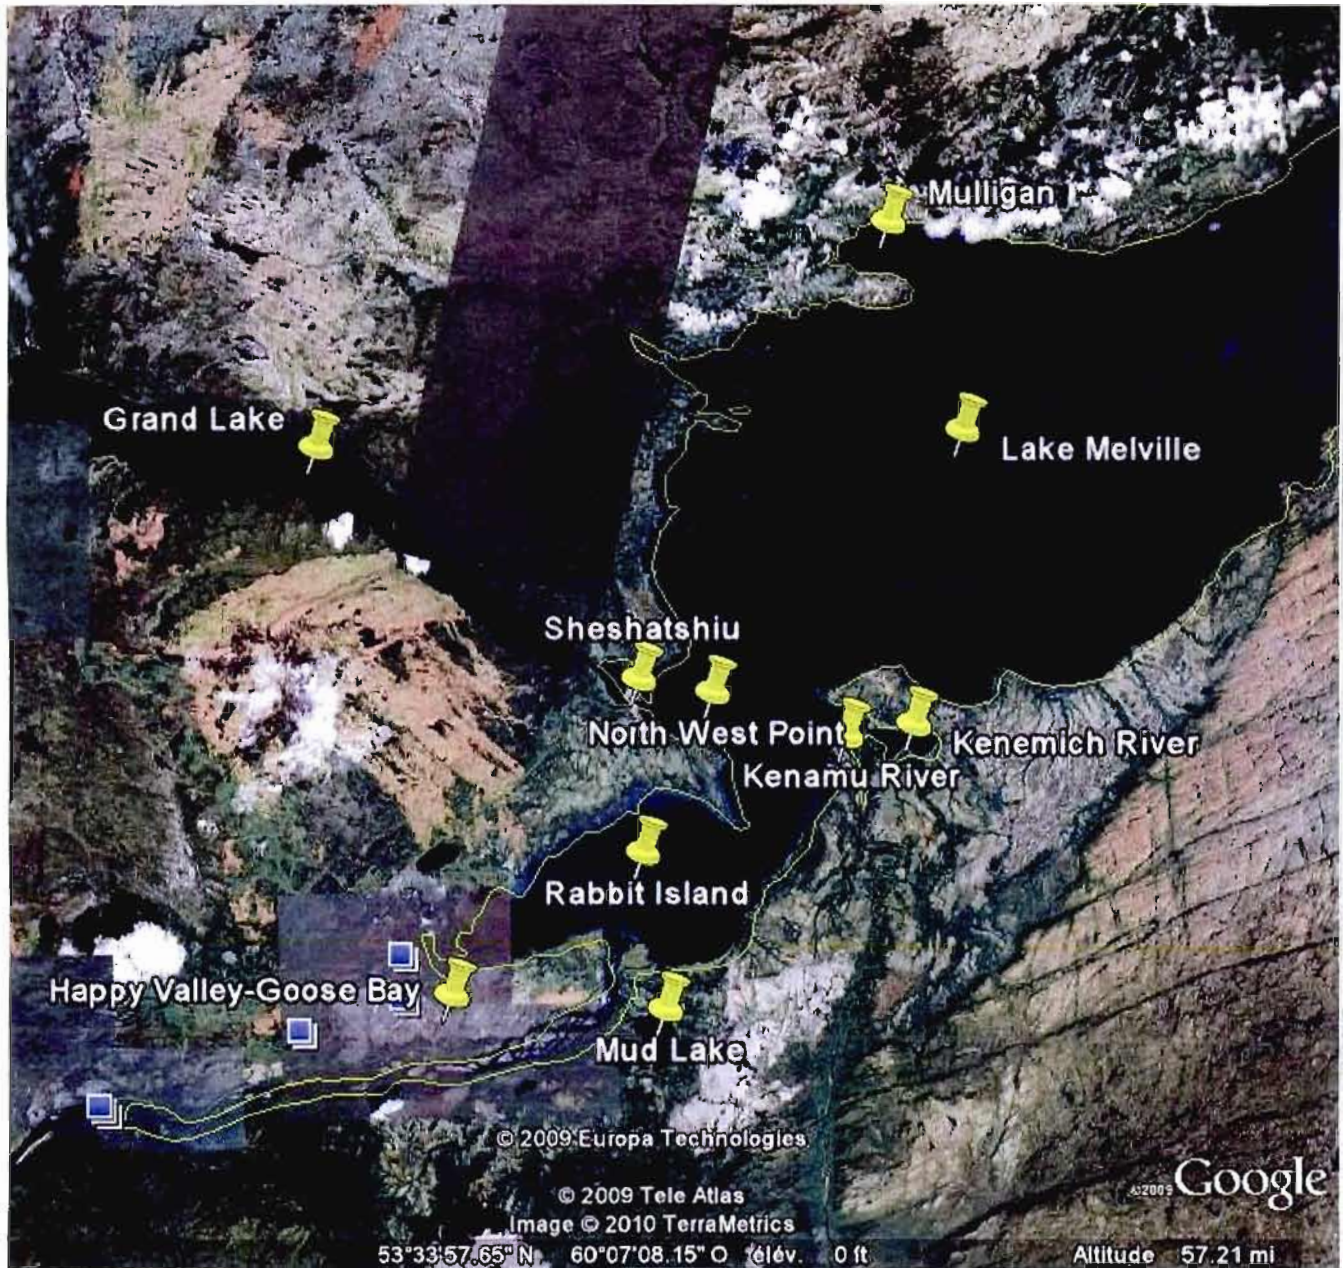 Mulligan
Grand Lake
Lake Melville
Sheshatshiu
North West Point
Kenemich River
Kenamu River
Rabbit Island
Happy Valley-Goose Bay
Mud Lake
© 2009 Europa Technologies
© 2009 Tele Atlas
©2009 Google
Image © 2010 TerraMetrics
53°33'57.65" N 60°07'08.15" O élév. 0 ft Altitude 57.21 mi